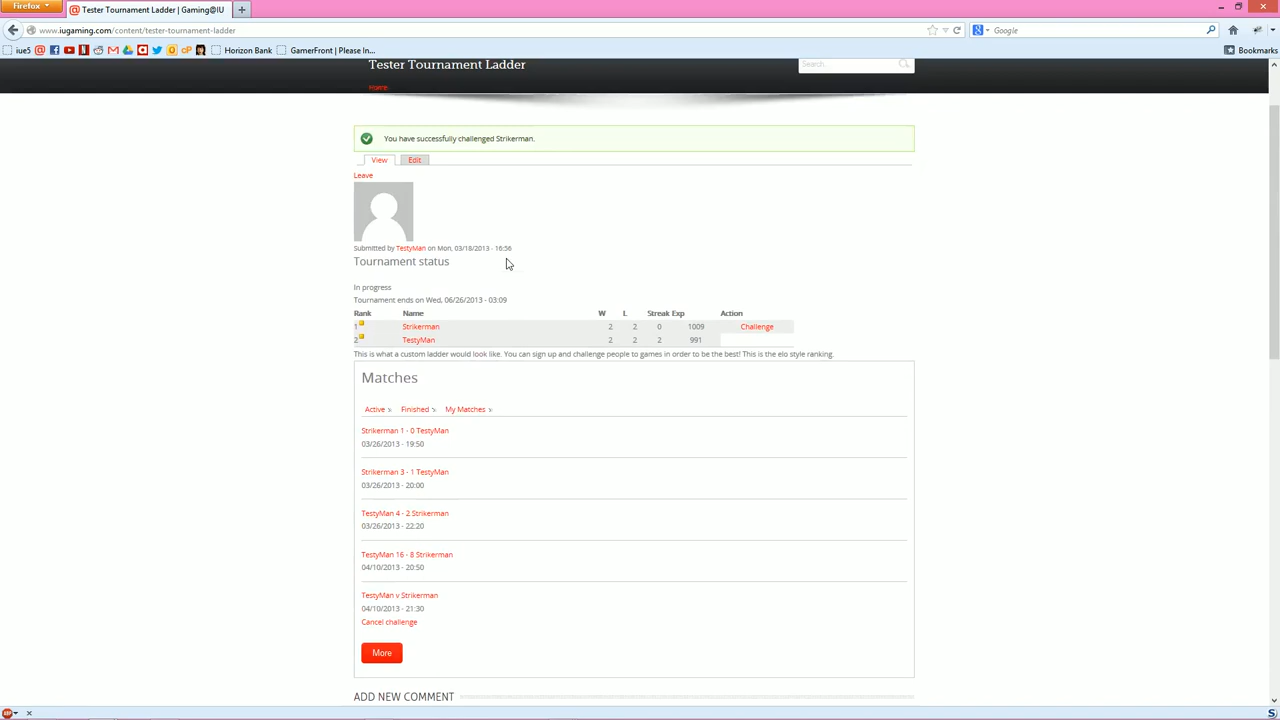 Firefox
Tester Tournament Ladder | Gaming@IU
www.iugaming.com/content/tester-tournament-ladder
Google
iue5
Horizon Bank
GamerFront | Please In...
Bookmarks
Tester Tournament Ladder
Search...
Home
You have successfully challenged Strikerman.
View Edit
Leave
Submitted by TestyMan on Mon, 03/18/2013 - 16:56
Tournament status
In progress
Tournament ends on Wed, 06/26/2013 - 03:09
Rank Name W L Streak Exp Action
1 Strikerman 2 2 0 1009 Challenge
2 TestyMan 2 2 2 991
This is what a custom ladder would look like. You can sign up and challenge people to games in order to be the best! This is the elo style ranking.
Matches
Active Finished My Matches
Strikerman 1 - 0 TestyMan
03/26/2013 - 19:50
Strikerman 3 - 1 TestyMan
03/26/2013 - 20:00
TestyMan 4 - 2 Strikerman
03/26/2013 - 22:20
TestyMan 16 - 8 Strikerman
04/10/2013 - 20:50
TestyMan v Strikerman
04/10/2013 - 21:30
Cancel challenge
More
ADD NEW COMMENT